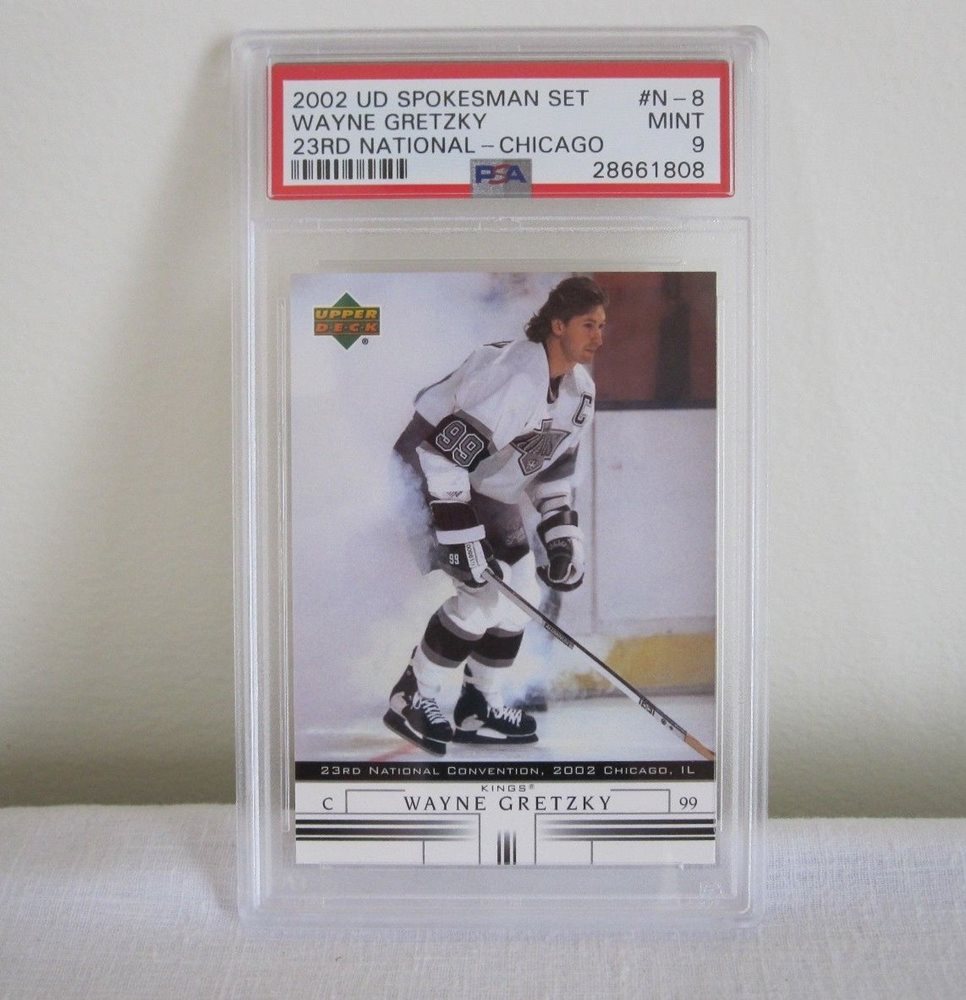 2002 UD SPOKESMAN SET #N-8
WAYNE GRETZKY MINT
23RD NATIONAL-CHICAGO 9
PSA 28661808
UPPER
DECK®
C
99
99
23RD NATIONAL CONVENTION, 2002 CHICAGO, IL
KINGS®
C WAYNE GRETZKY 99